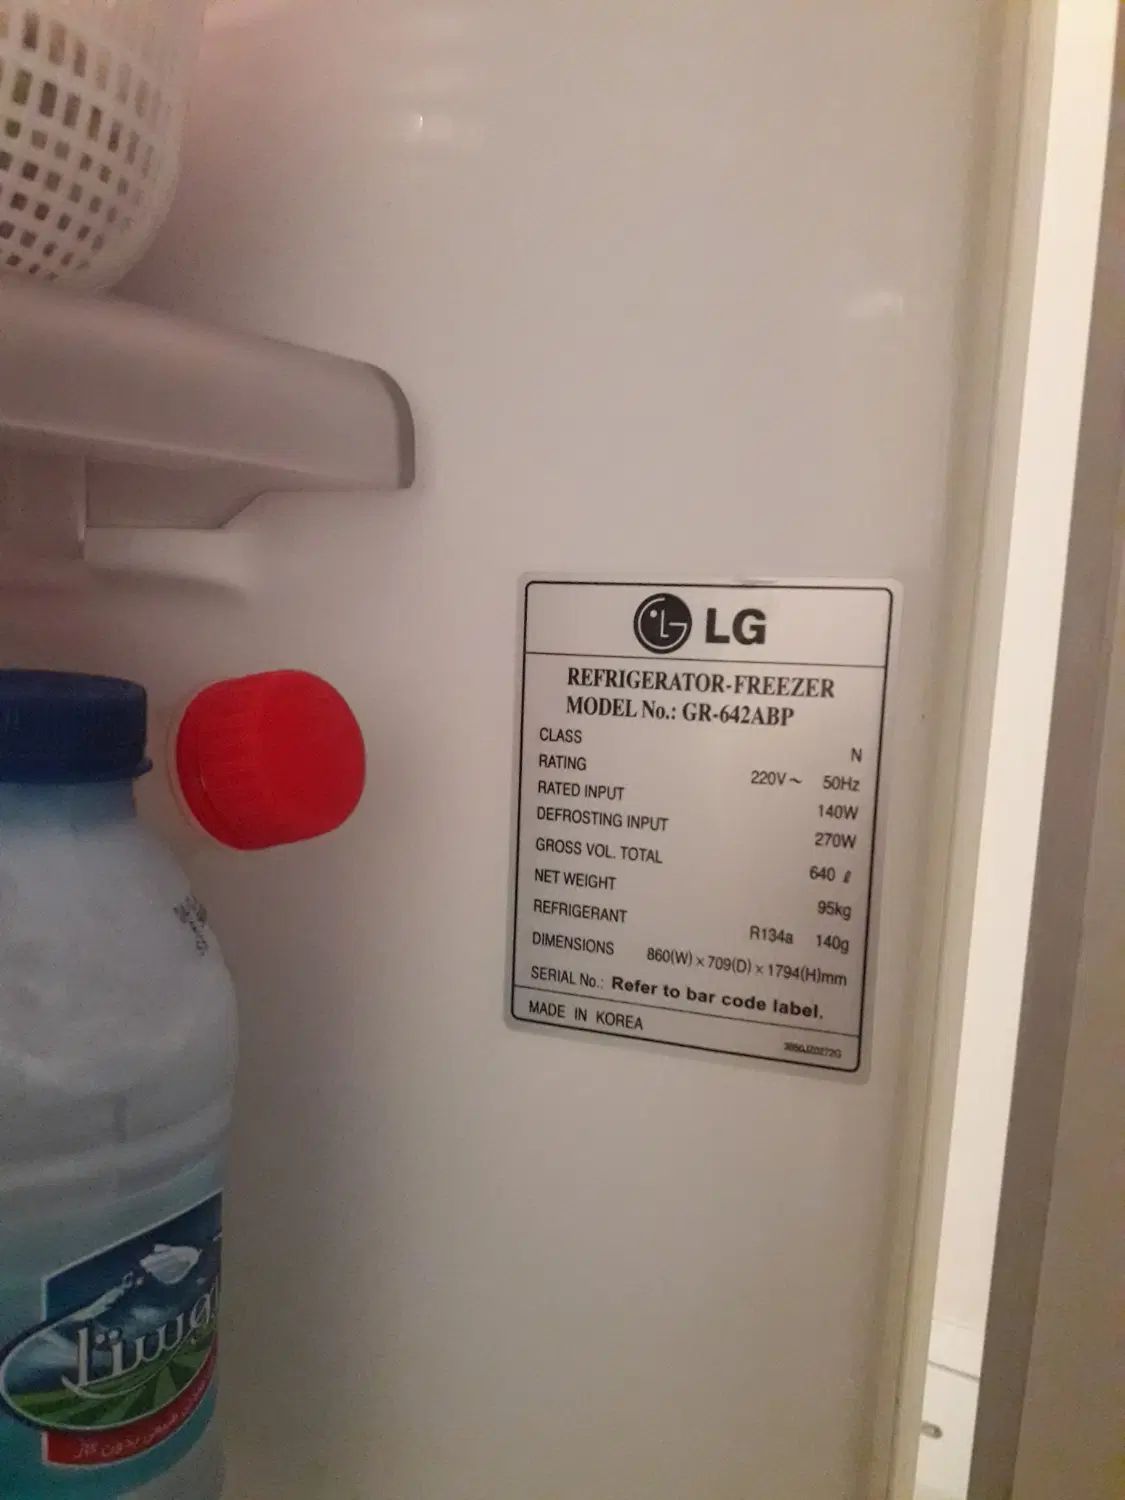 LG
REFRIGERATOR-FREEZER
MODEL No.: GR-642ABP
CLASS N
RATING 220V~ 50Hz
RATED INPUT 140W
DEFROSTING INPUT 270W
GROSS VOL. TOTAL 640 ℓ
NET WEIGHT 95kg
REFRIGERANT R134a 140g
DIMENSIONS 860(W) x 709(D) x 1794(H)mm
SERIAL No.: Refer to bar code label.
MADE IN KOREA
بدون گاز